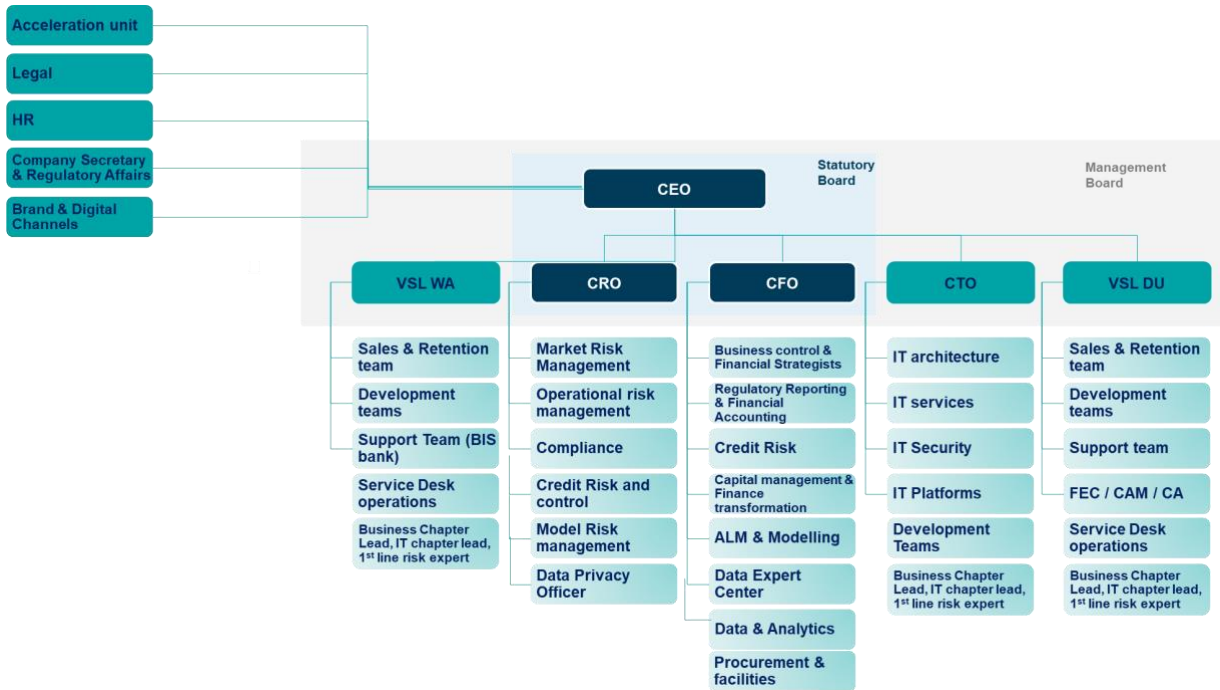 Acceleration unit
Legal
HR
Company Secretary
& Regulatory Affairs
Brand & Digital
Channels
Statutory
Board
Management
Board
CEO
VSL WA
CRO
CFO
CTO
VSL DU
Sales & Retention
team
Development
teams
Support Team (BIS
bank)
Service Desk
operations
Business Chapter
Lead, IT chapter lead,
1st line risk expert
Market Risk
Management
Operational risk
management
Compliance
Credit Risk and
control
Model Risk
management
Data Privacy
Officer
Business control &
Financial Strategists
Regulatory Reporting
& Financial
Accounting
Credit Risk
Capital management &
Finance
transformation
ALM & Modelling
Data Expert
Center
Data & Analytics
Procurement &
facilities
IT architecture
IT services
IT Security
IT Platforms
Development
Teams
Business Chapter
Lead, IT chapter lead,
1st line risk expert
Sales & Retention
team
Development
teams
Support team
FEC / CAM / CA
Service Desk
operations
Business Chapter
Lead, IT chapter lead,
1st line risk expert